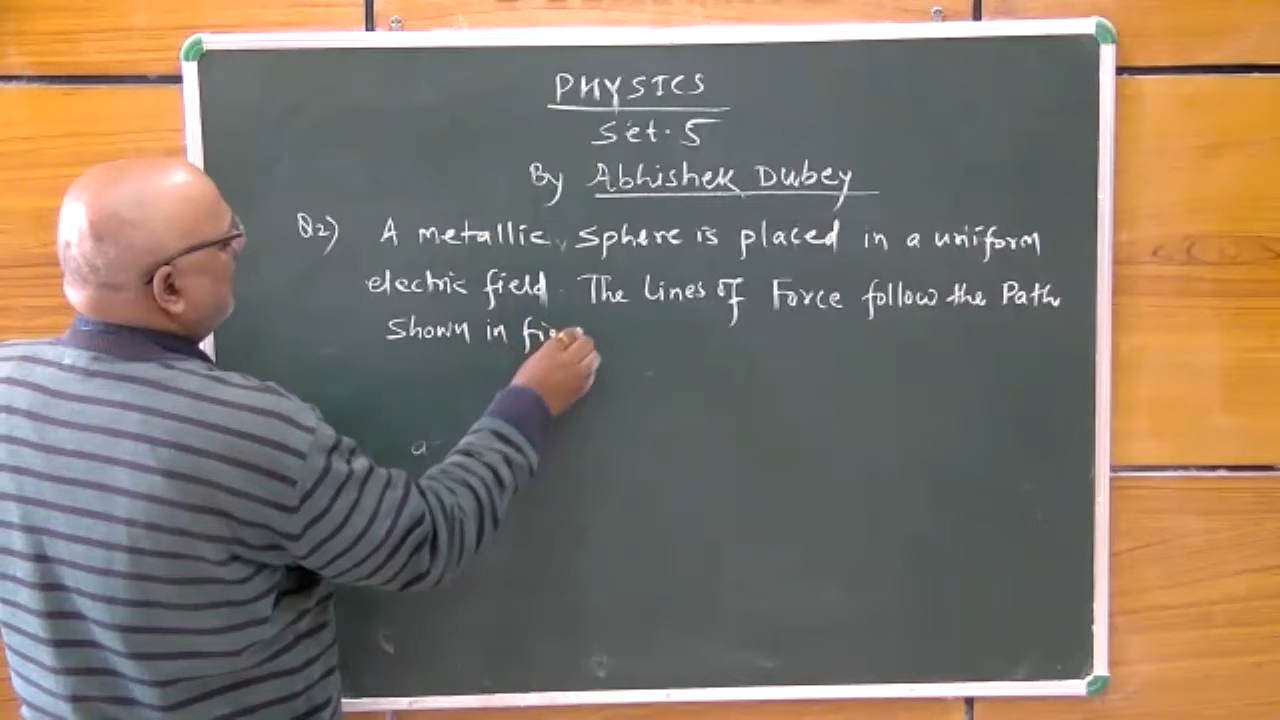 PHYSICS
Set. 5
By Abhishek Dubey
Q2) A metallic sphere is placed in a uniform
electric field. The Lines of Force follow the Path
Shown in
a